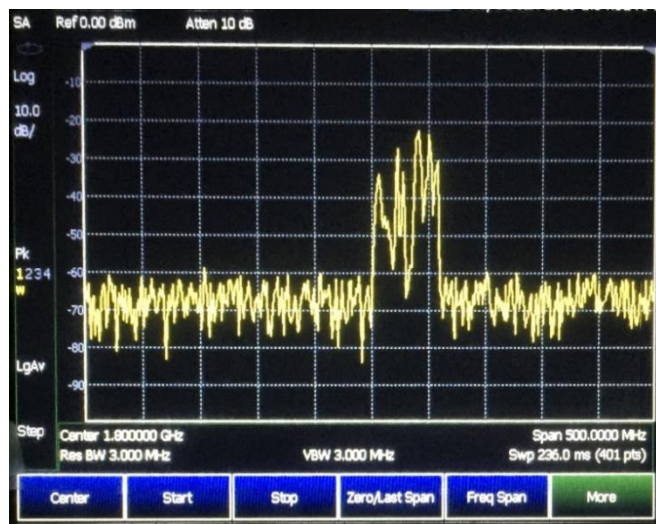 SA Ref 0.00 dBm Atten 10 dB
Log
10.0
dB/
-10
-20
-30
-40
-50
-60
-70
-80
-90
Pk
1234
W
LgAv
Step
Center 1.800000 GHz Span 500.0000 MHz
Res BW 3.000 MHz VBW 3.000 MHz Swp 236.0 ms (401 pts)
Center Start Stop Zero/Last Span Freq Span More